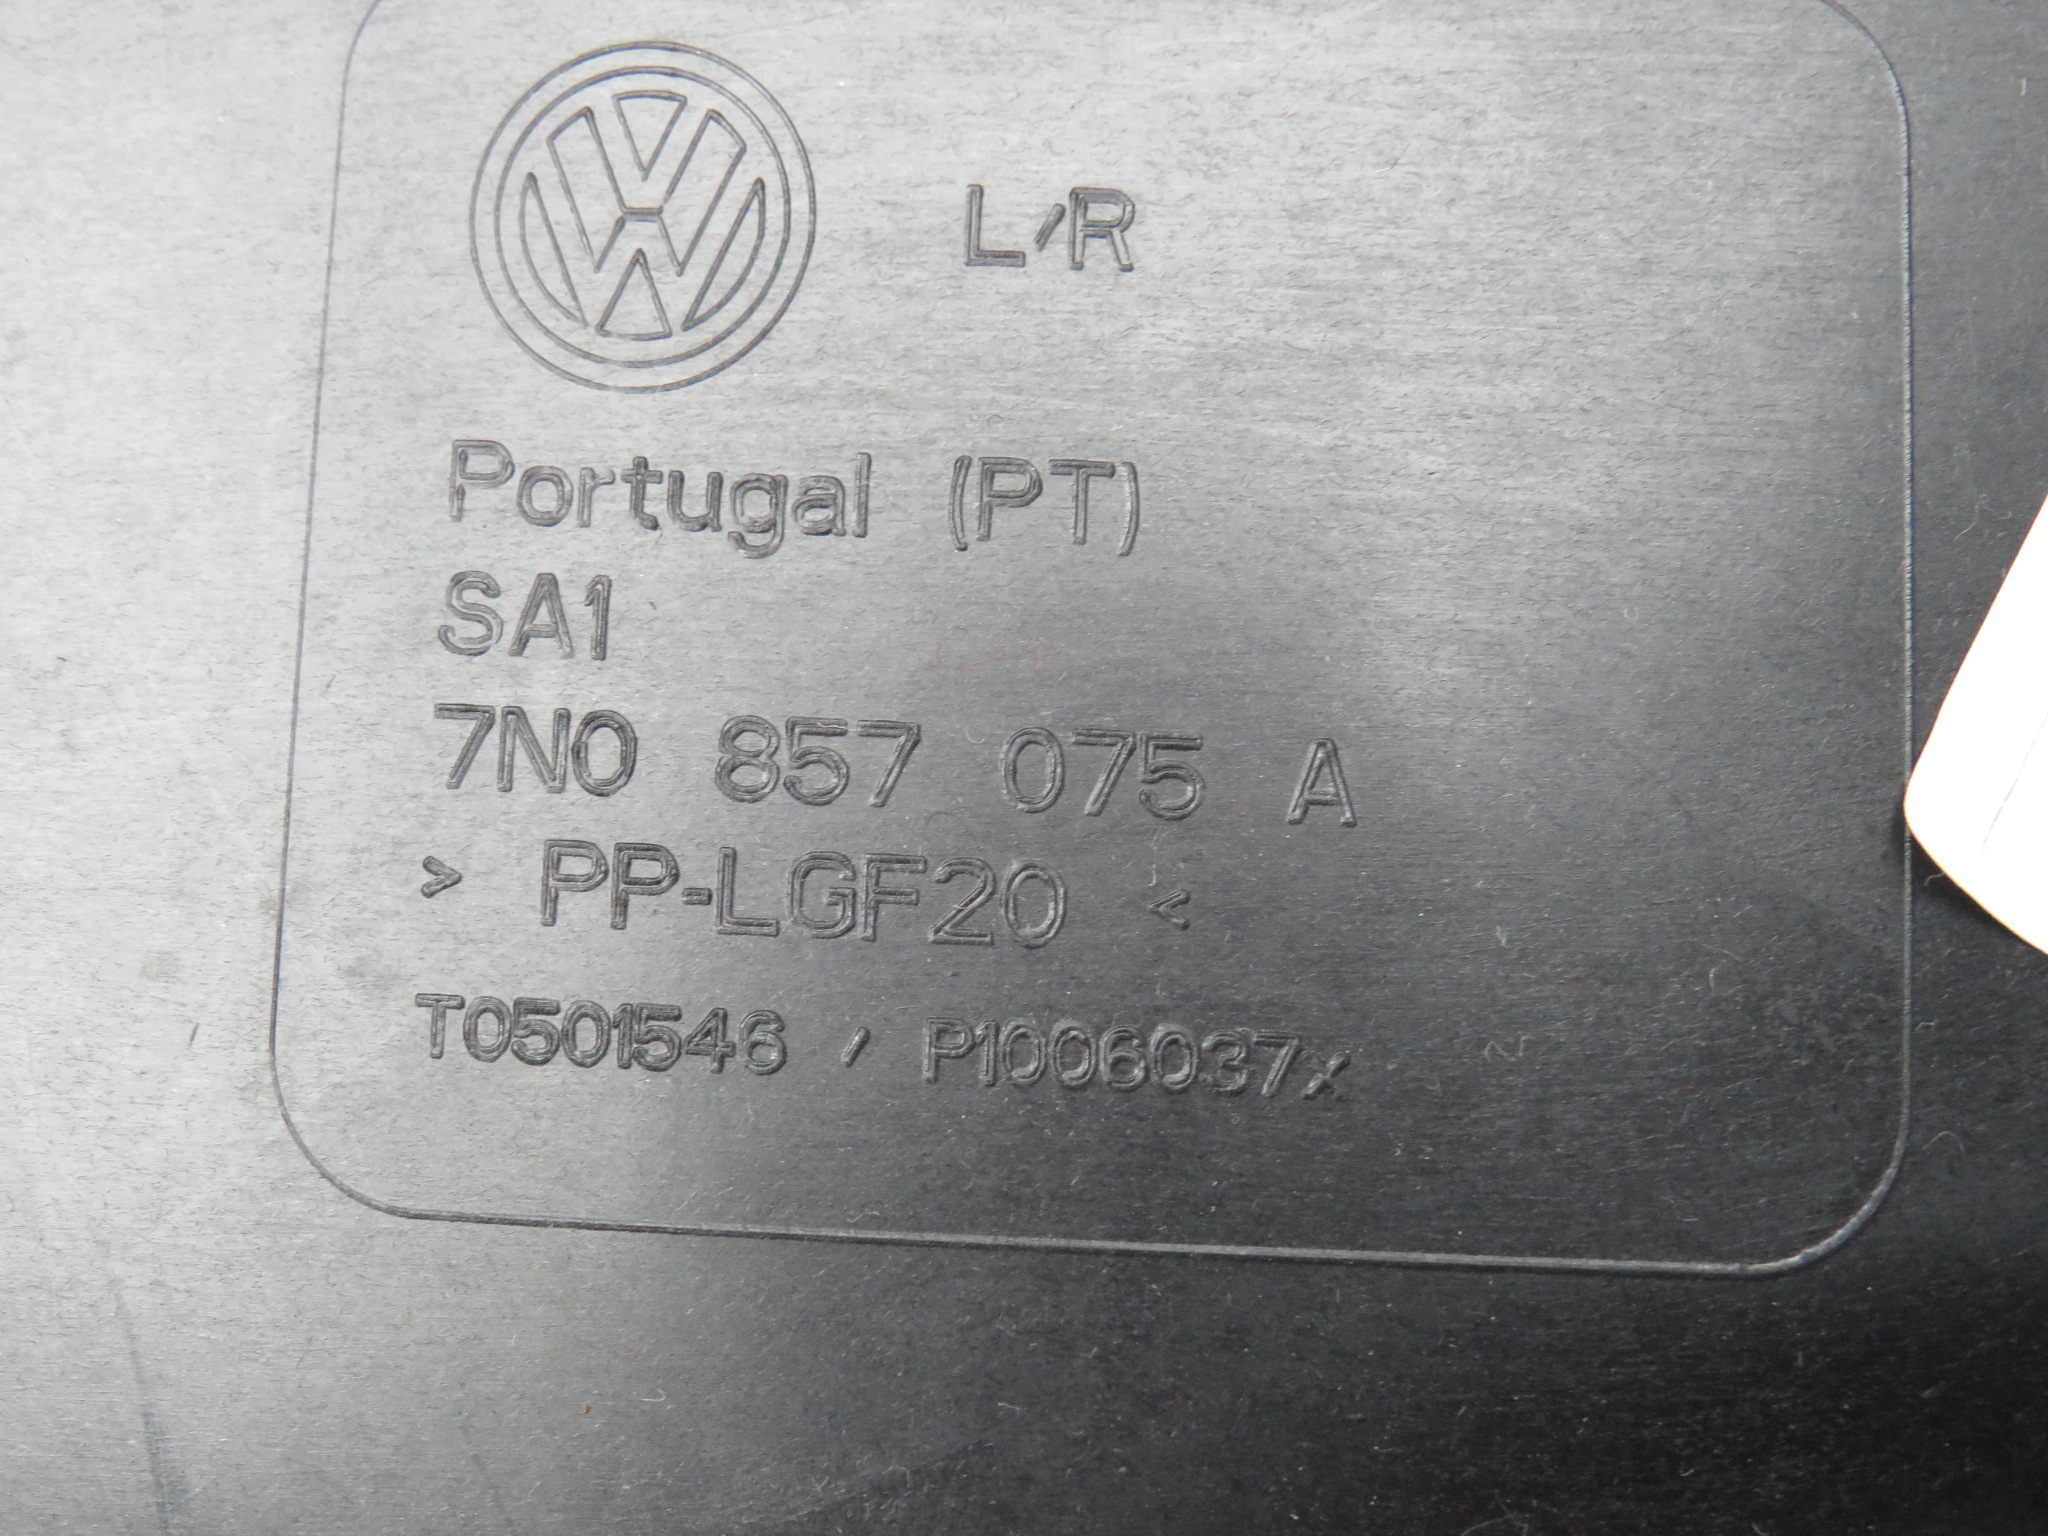 L/R
Portugal (PT)
SA1
7N0 857 075 A
> PP-LGF20 <
T0501546 / P1006037x